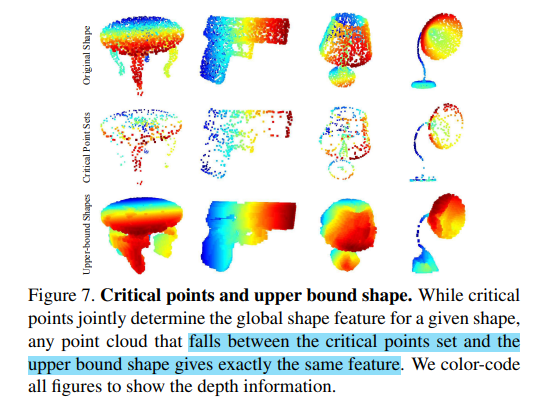 Original Shape
Critical Point Sets
Upper-bound Shapes
Figure 7. Critical points and upper bound shape. While critical
points jointly determine the global shape feature for a given shape,
any point cloud that falls between the critical points set and the
upper bound shape gives exactly the same feature. We color-code
all figures to show the depth information.